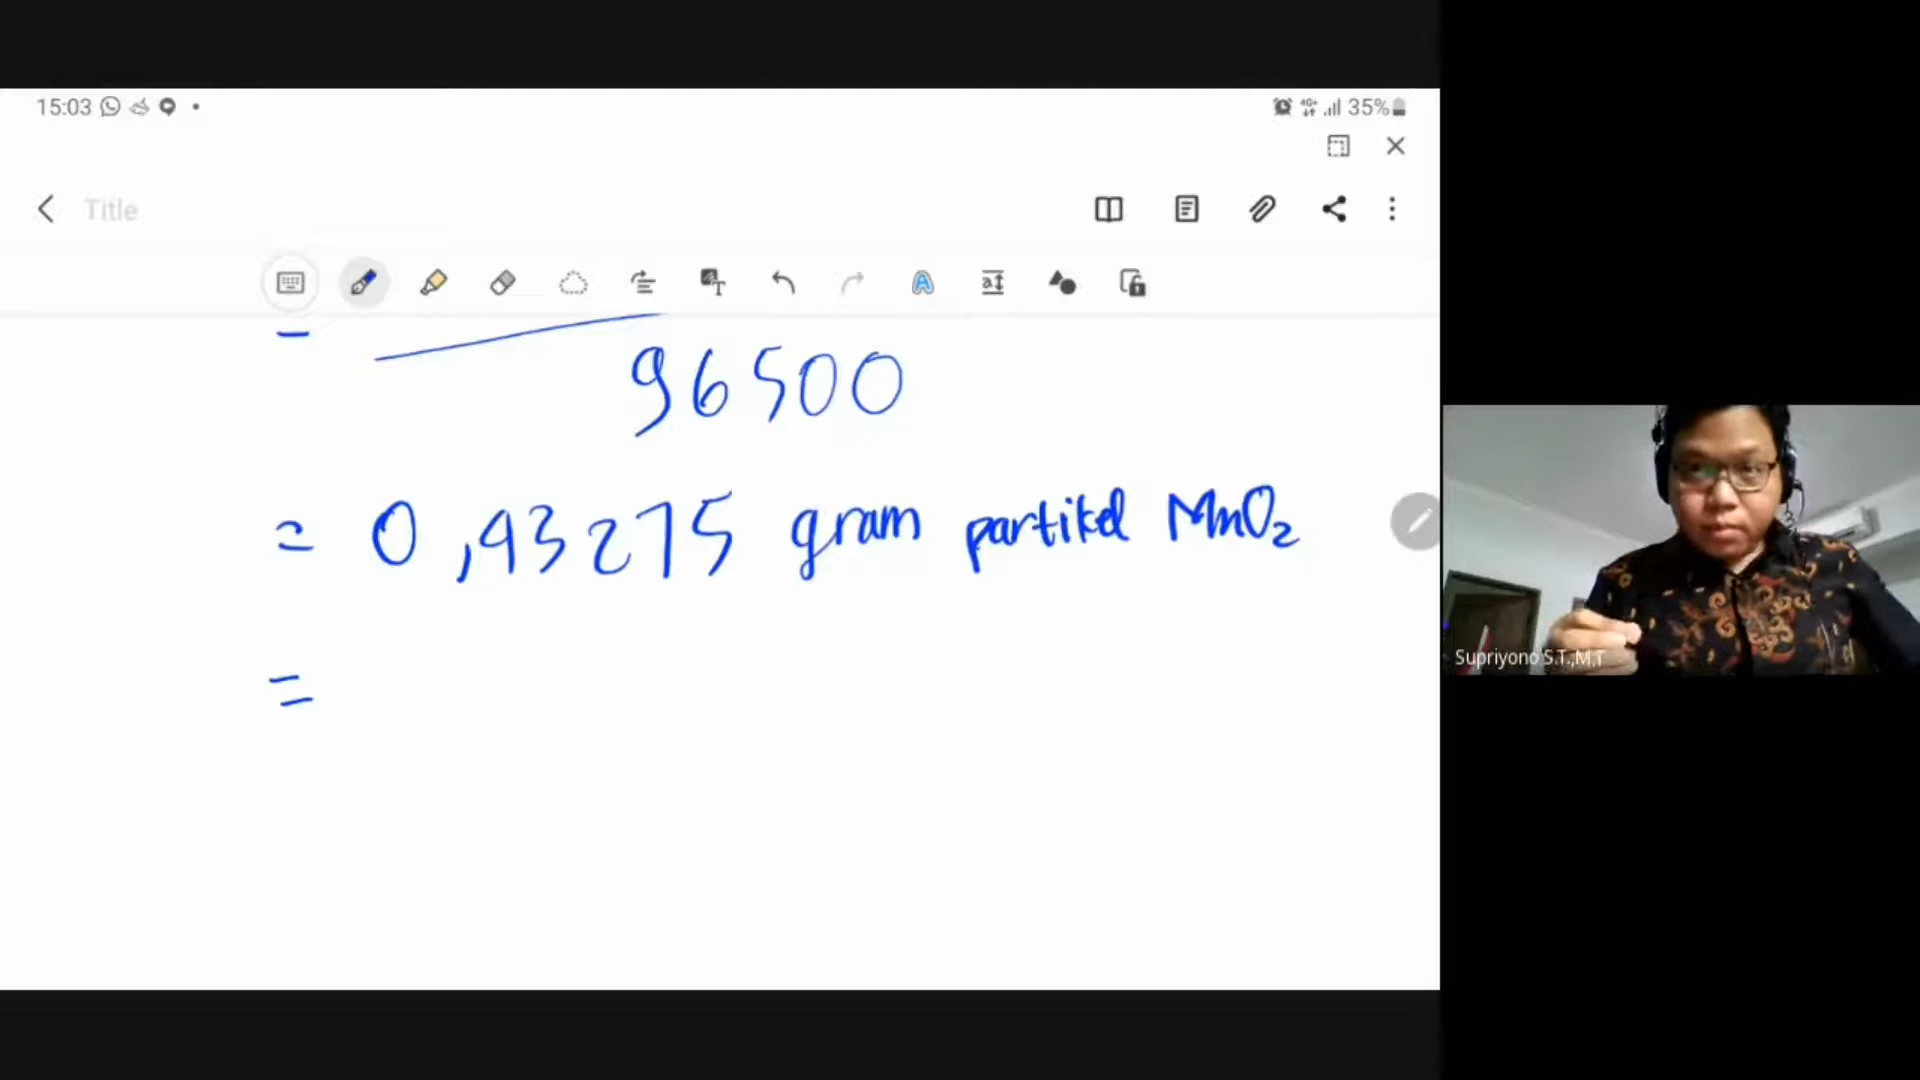 15:03
35%
Title
96500
= 0,43275 gram partikel MnO2
=
Supriyono S.T.,M.T